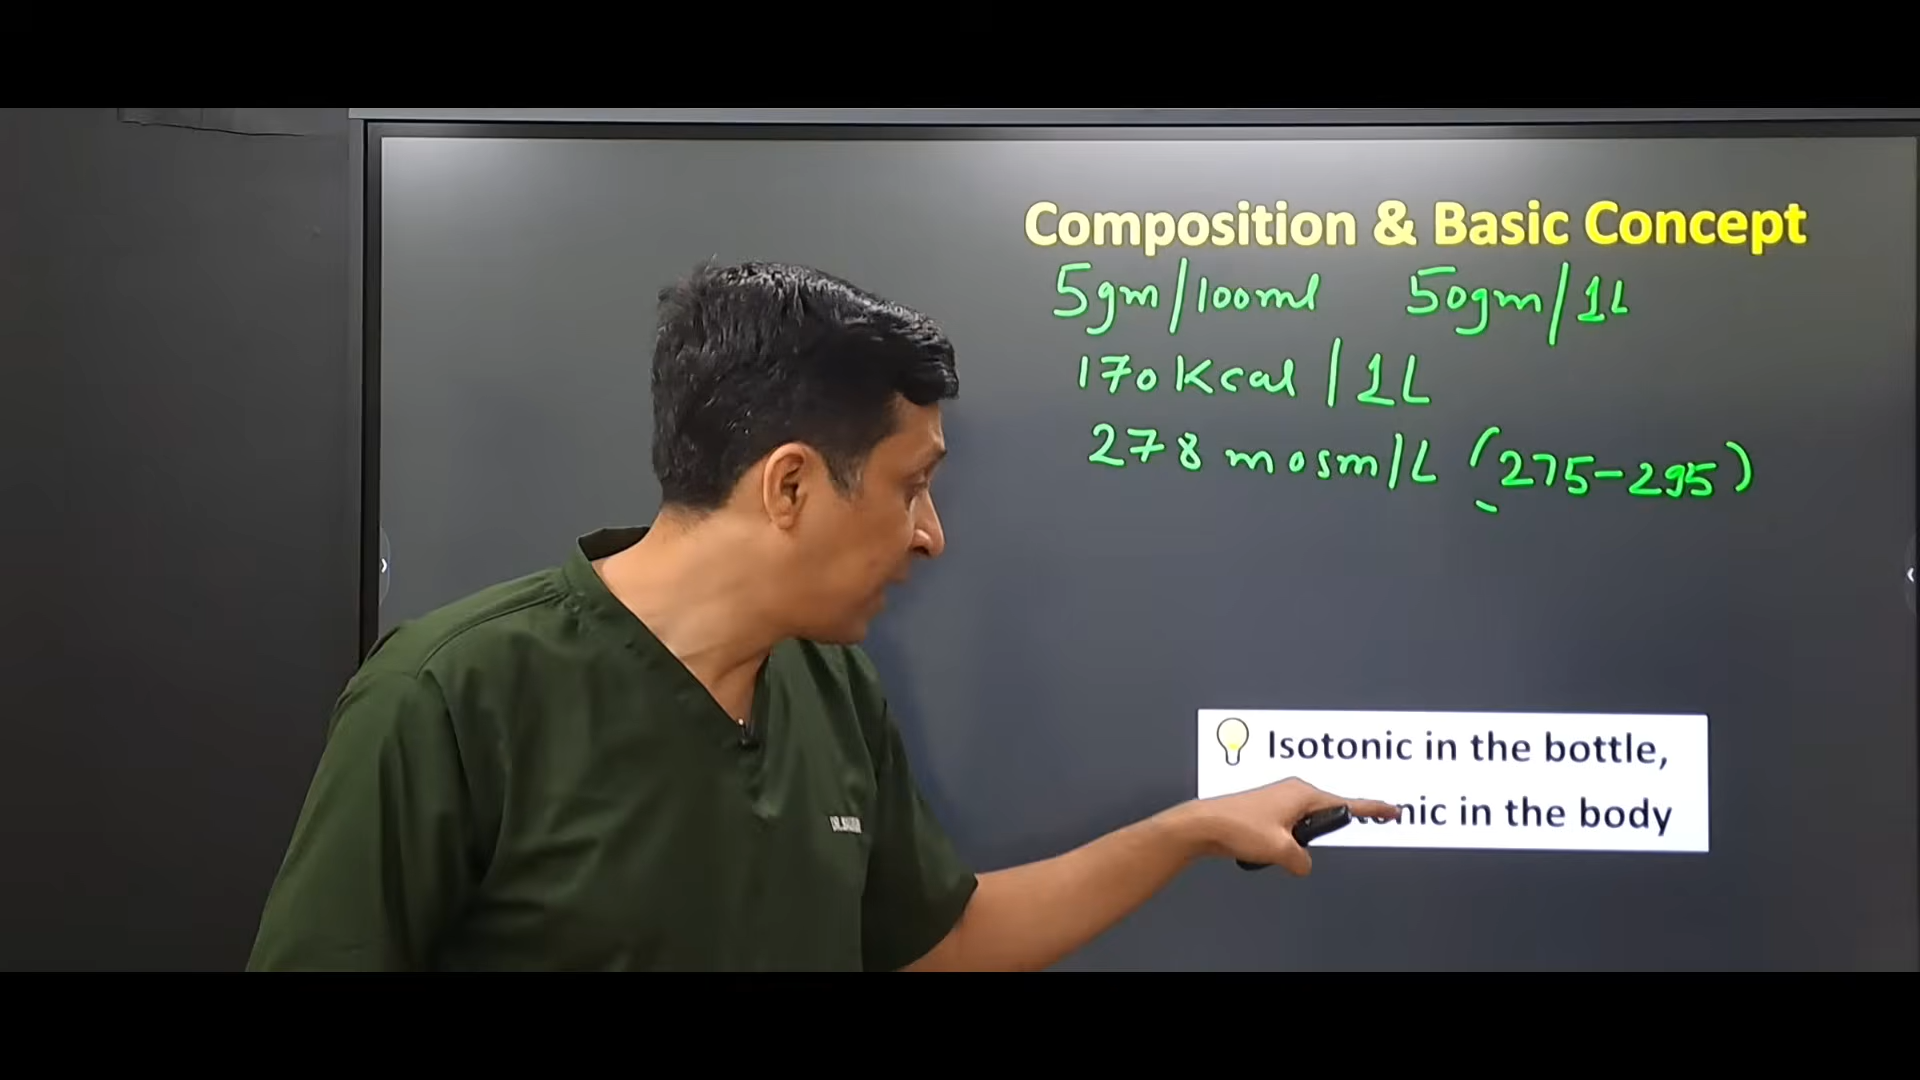 Composition & Basic Concept
5gm/100ml 50gm/1L
170 Kcal/1L
278 mosm/L (275-295)
Isotonic in the bottle,
in the body